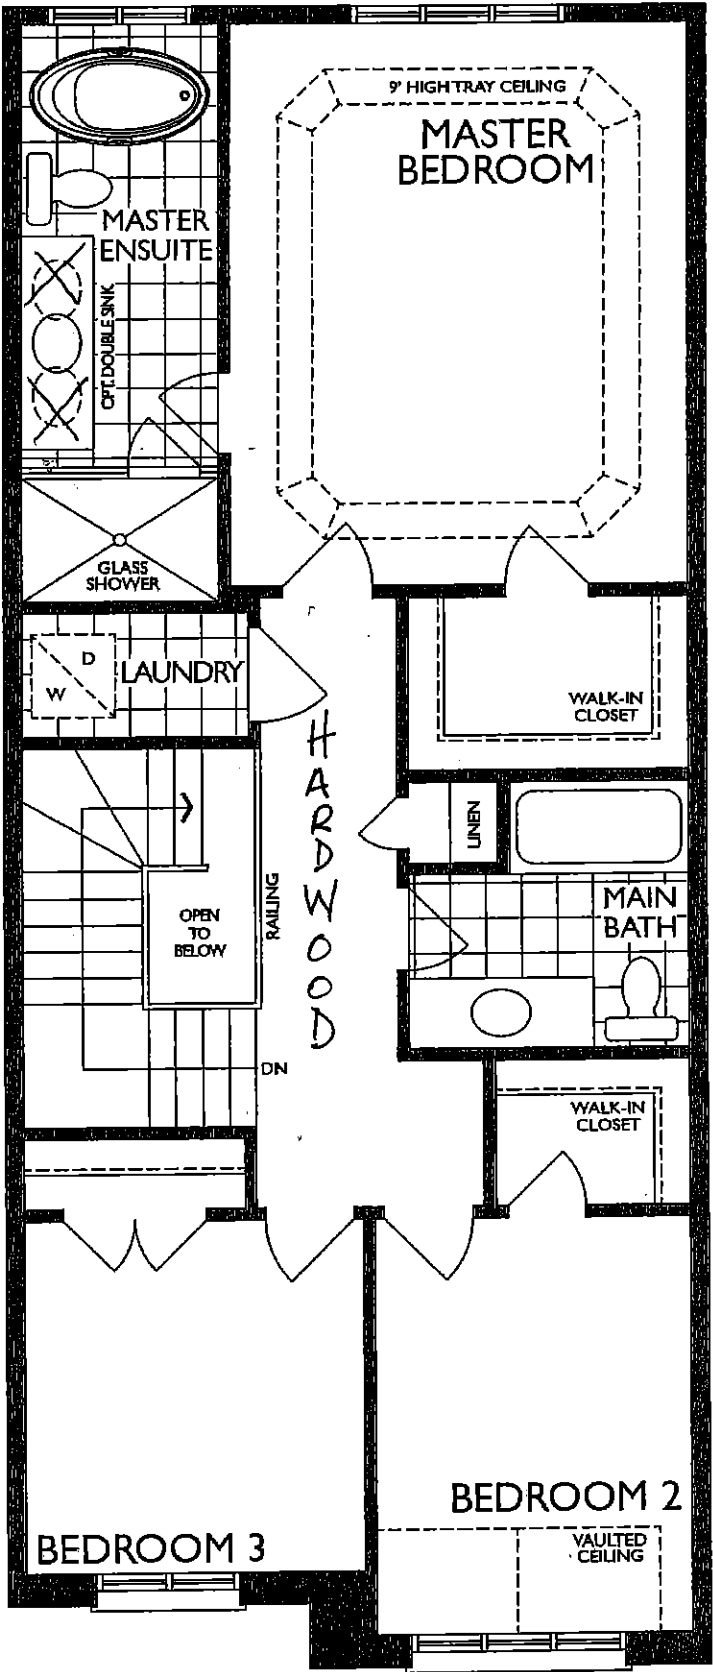 9' HIGH TRAY CEILING
MASTER
BEDROOM
MASTER
ENSUITE
OPT. DOUBLE SINK
GLASS
SHOWER
D
W
LAUNDRY
WALK-IN
CLOSET
HARDWOOD
LINEN
MAIN
BATH
RAILING
OPEN
TO
BELOW
DN
WALK-IN
CLOSET
BEDROOM 2
VAULTED
CEILING
BEDROOM 3